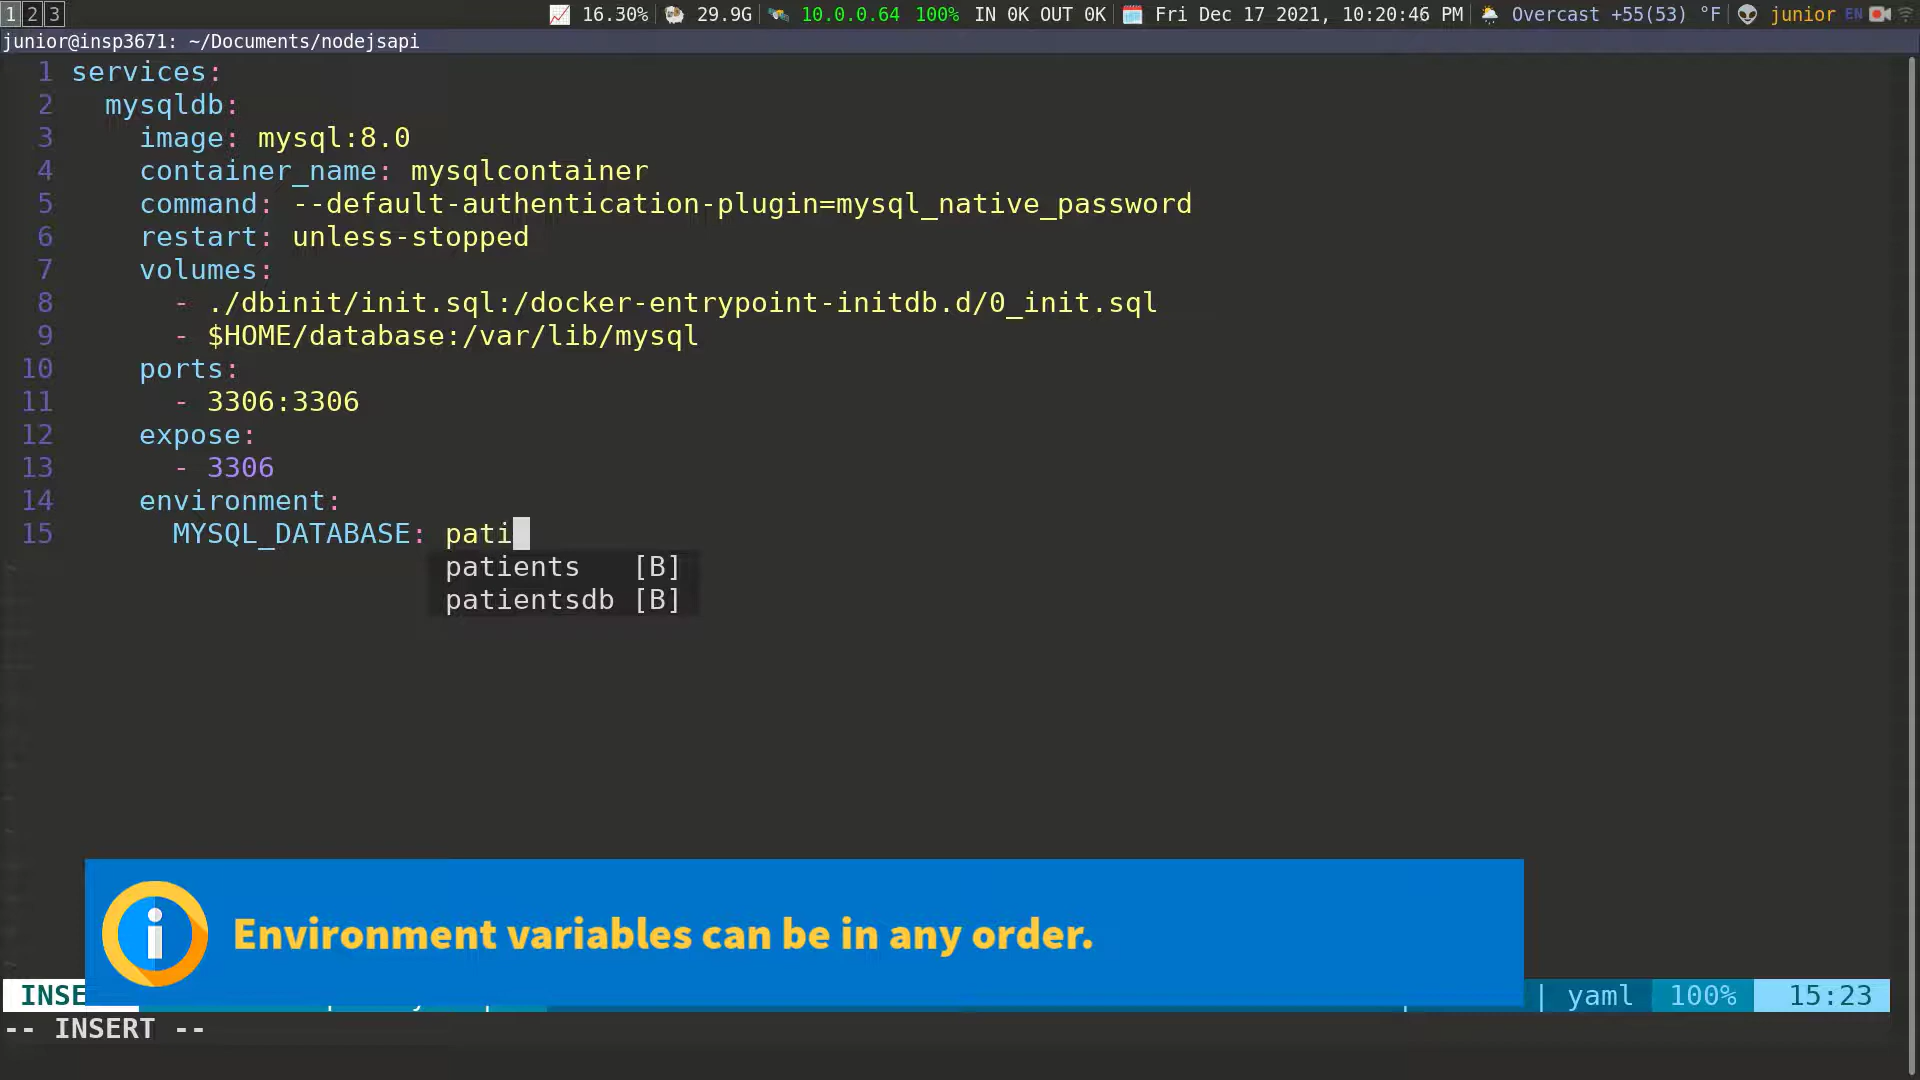 1 2 3 16.30% 29.9G 10.0.0.64 100% IN 0K OUT 0K Fri Dec 17 2021, 10:20:46 PM Overcast +55(53) °F junior EN
junior@insp3671: ~/Documents/nodejsapi
1 services:
2   mysqldb:
3     image: mysql:8.0
4     container_name: mysqlcontainer
5     command: --default-authentication-plugin=mysql_native_password
6     restart: unless-stopped
7     volumes:
8       - ./dbinit/init.sql:/docker-entrypoint-initdb.d/0_init.sql
9       - $HOME/database:/var/lib/mysql
10     ports:
11       - 3306:3306
12     expose:
13       - 3306
14     environment:
15       MYSQL_DATABASE: pati
patients [B]
patientsdb [B]
Environment variables can be in any order.
INSE | yaml 100% 15:23
-- INSERT --